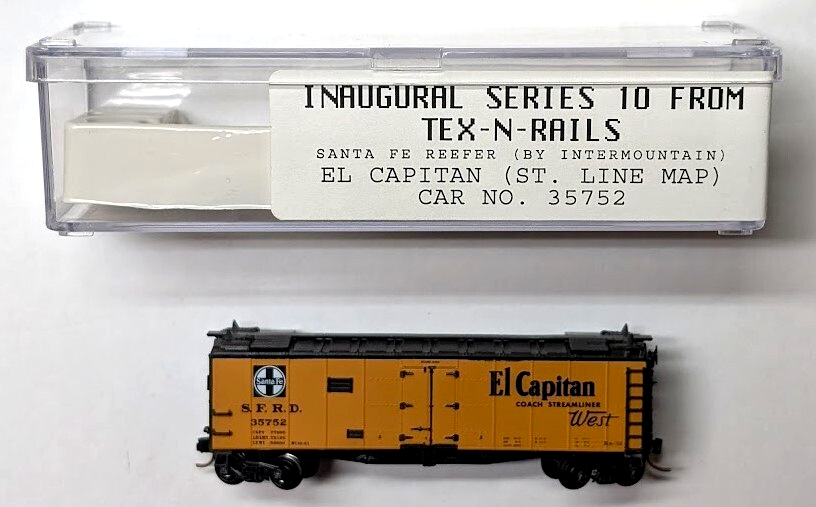 INAUGURAL SERIES 10 FROM
TEX-N-RAILS
SANTA FE REEFER (BY INTERMOUNTAIN)
EL CAPITAN (ST. LINE MAP)
CAR NO. 35752
Santa Fe
S. F. R. D.
35752
El Capitan
COACH STREAMLINER
West